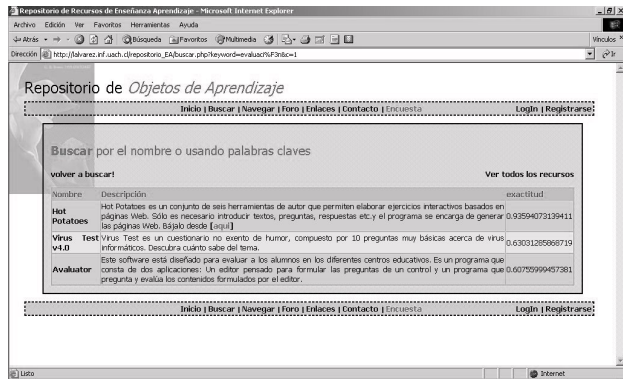 Repositorio de Recursos de Enseñanza Aprendizaje - Microsoft Internet Explorer
Archivo Edición Ver Favoritos Herramientas Ayuda
Atrás Búsqueda Favoritos Multimedia Vínculos
Dirección http://lalvarez.inf.uach.cl/repositorio_EA/buscar.php?keyword=evaluaci%F3n&c=1 Ir
Repositorio de Objetos de Aprendizaje
Inicio | Buscar | Navegar | Foro | Enlaces | Contacto | Encuesta LogIn | Registrarse
Buscar por el nombre o usando palabras claves
volver a buscar! Ver todos los recursos
Nombre Descripción exactitud
Hot Potatoes es un conjunto de seis herramientas de autor que permiten elaborar ejercicios interactivos basados en
Hot Potatoes páginas Web. Sólo es necesario introducir textos, preguntas, respuestas etc.y el programa se encarga de generar 0.93594073139411
las páginas Web. Bájalo desde [aquí]
Virus Test Virus Test es un cuestionario no exento de humor, compuesto por 10 preguntas muy básicas acerca de virus 0.63031285868719
v4.0 informáticos. Descubra cuánto sabe del tema.
Este software está diseñado para evaluar a los alumnos en los diferentes centros educativos. Es un programa que
Avaluator consta de dos aplicaciones: Un editor pensado para formular las preguntas de un control y un programa que 0.60755999457381
pregunta y evalúa los contenidos formulados por el editor.
Inicio | Buscar | Navegar | Foro | Enlaces | Contacto | Encuesta LogIn | Registrarse
Listo Internet